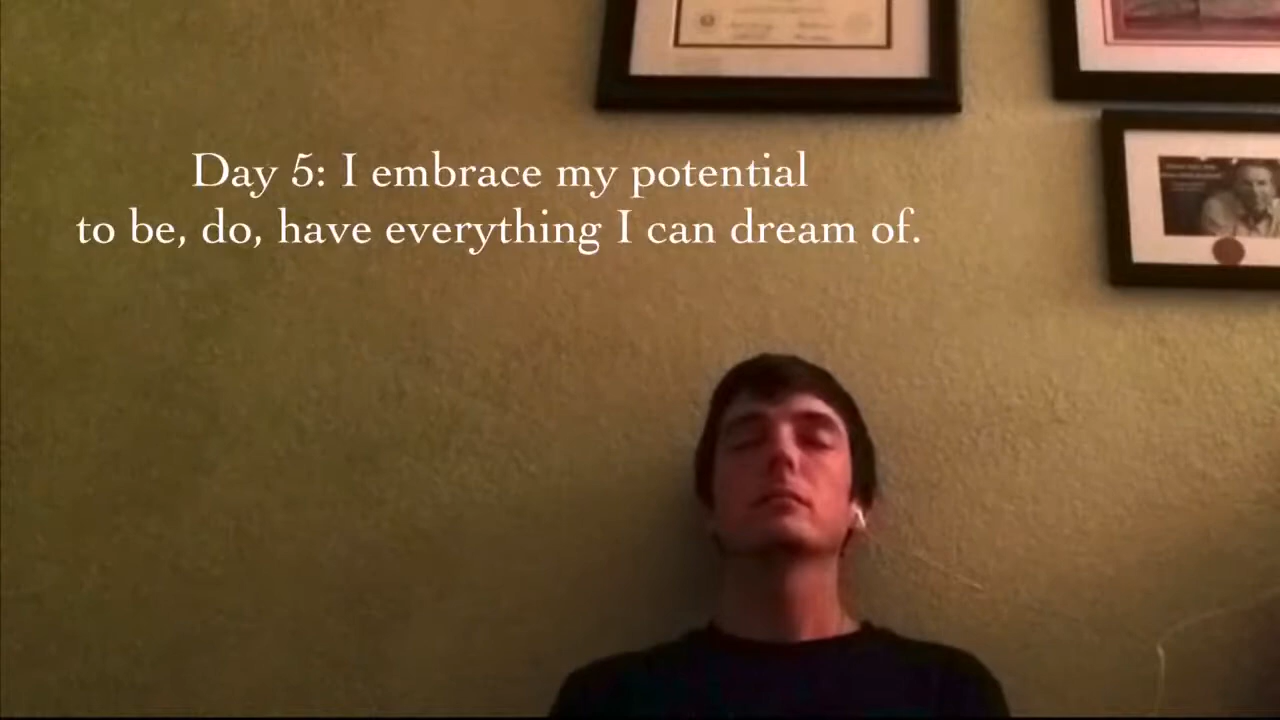 Day 5: I embrace my potential
to be, do, have everything I can dream of.